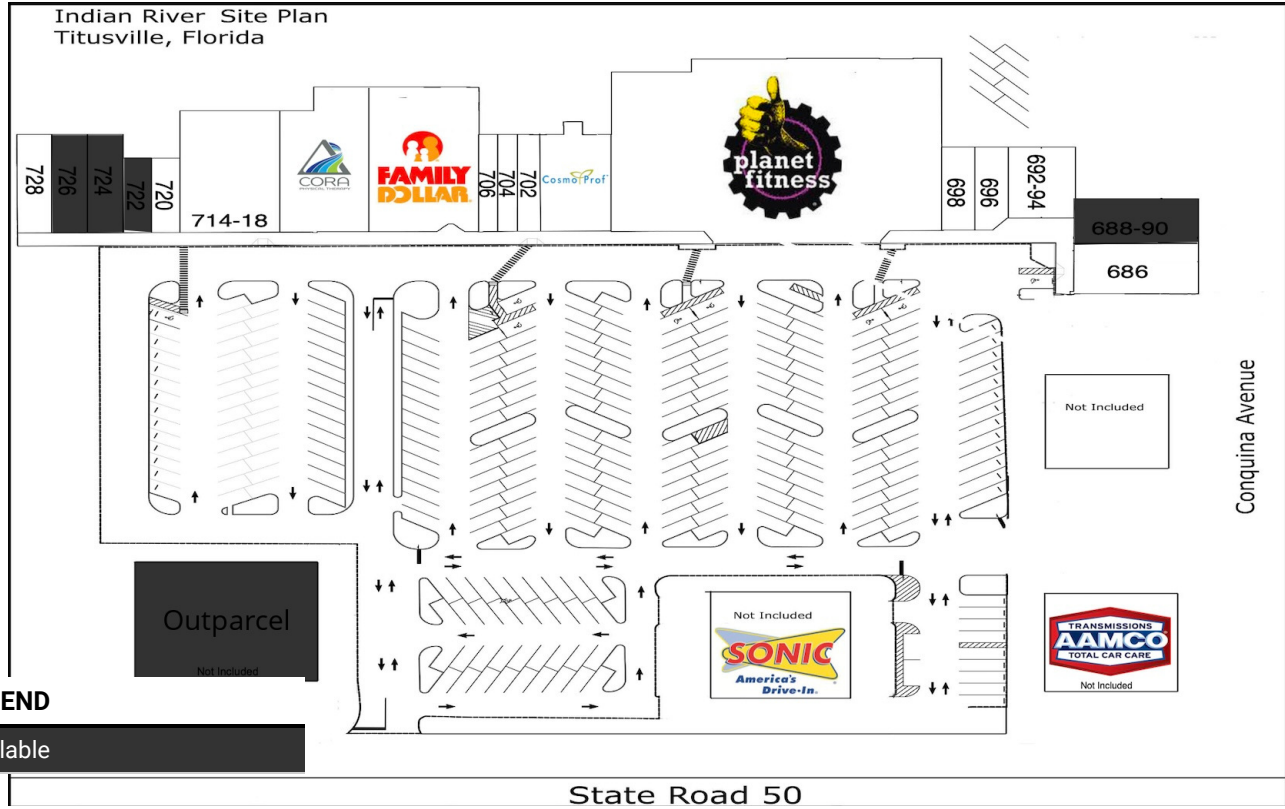 Indian River Site Plan
Titusville, Florida
728
726
724
722
720
714-18
CORA
PHYSICAL THERAPY
FAMILY
DOLLAR
706
704
702
CosmoProf
planet
fitness
698
696
692-94
688-90
686
Not Included
Conquina Avenue
Outparcel
Not Included
Not Included
SONIC
America's
Drive-In.
TRANSMISSIONS
AAMCO
TOTAL CAR CARE
Not Included
END
lable
State Road 50